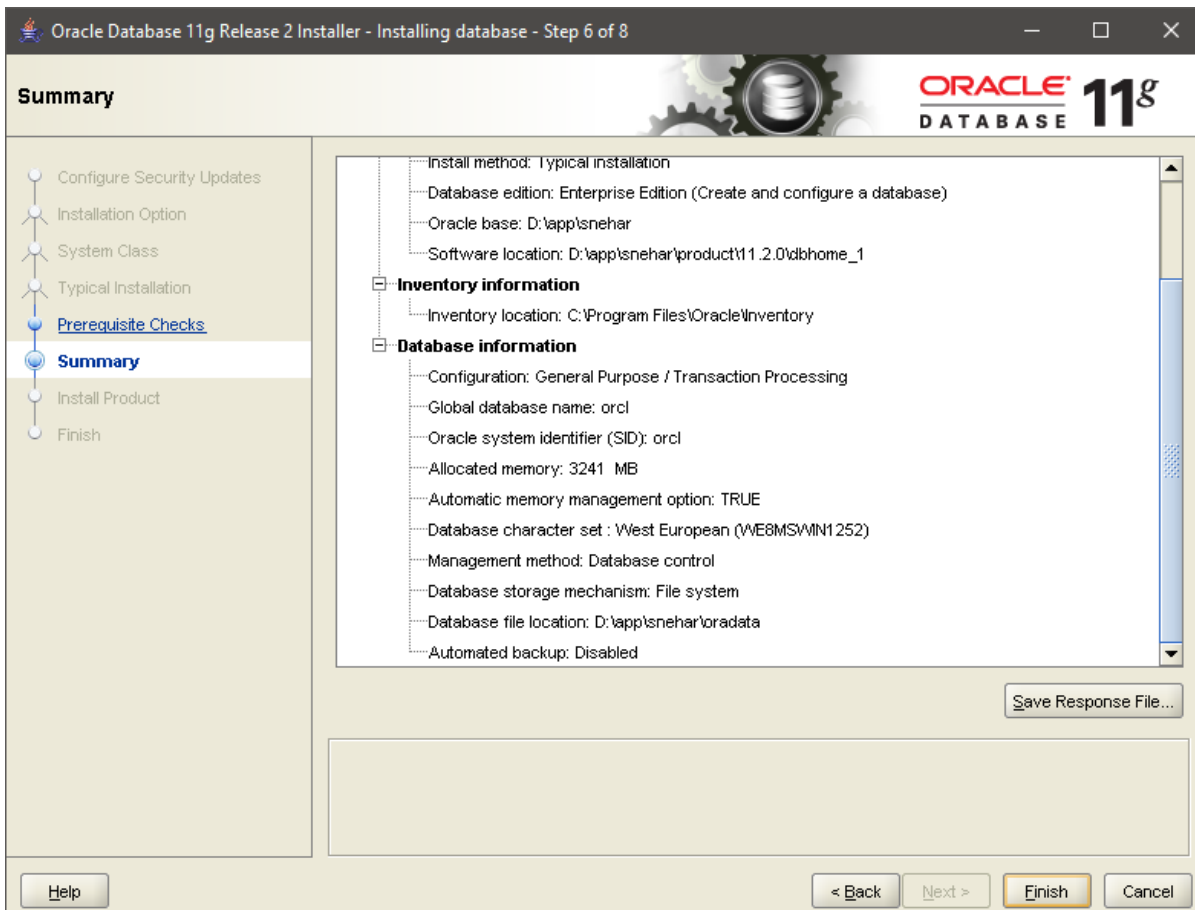 Oracle Database 11g Release 2 Installer - Installing database - Step 6 of 8
Summary
ORACLE
DATABASE
11g
Configure Security Updates
Installation Option
System Class
Typical Installation
Prerequisite Checks
Summary
Install Product
Finish
Install method: Typical installation
Database edition: Enterprise Edition (Create and configure a database)
Oracle base: D:\app\snehar
Software location: D:\app\snehar\product\11.2.0\dbhome_1
Inventory information
Inventory location: C:\Program Files\Oracle\Inventory
Database information
Configuration: General Purpose / Transaction Processing
Global database name: orcl
Oracle system identifier (SID): orcl
Allocated memory: 3241 MB
Automatic memory management option: TRUE
Database character set : West European (WE8MSWIN1252)
Management method: Database control
Database storage mechanism: File system
Database file location: D:\app\snehar\oradata
Automated backup: Disabled
Save Response File...
Help
< Back
Next >
Finish
Cancel